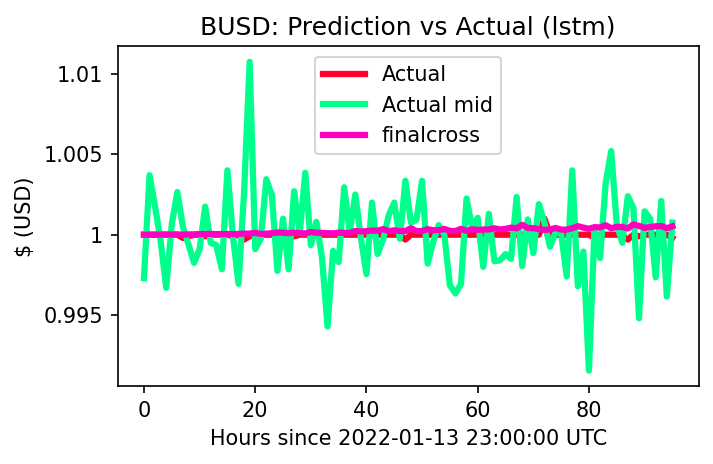 BUSD: Prediction vs Actual (lstm)
Actual
Actual mid
finalcross
$ (USD)
1.01
1.005
1
0.995
0
20
40
60
80
Hours since 2022-01-13 23:00:00 UTC